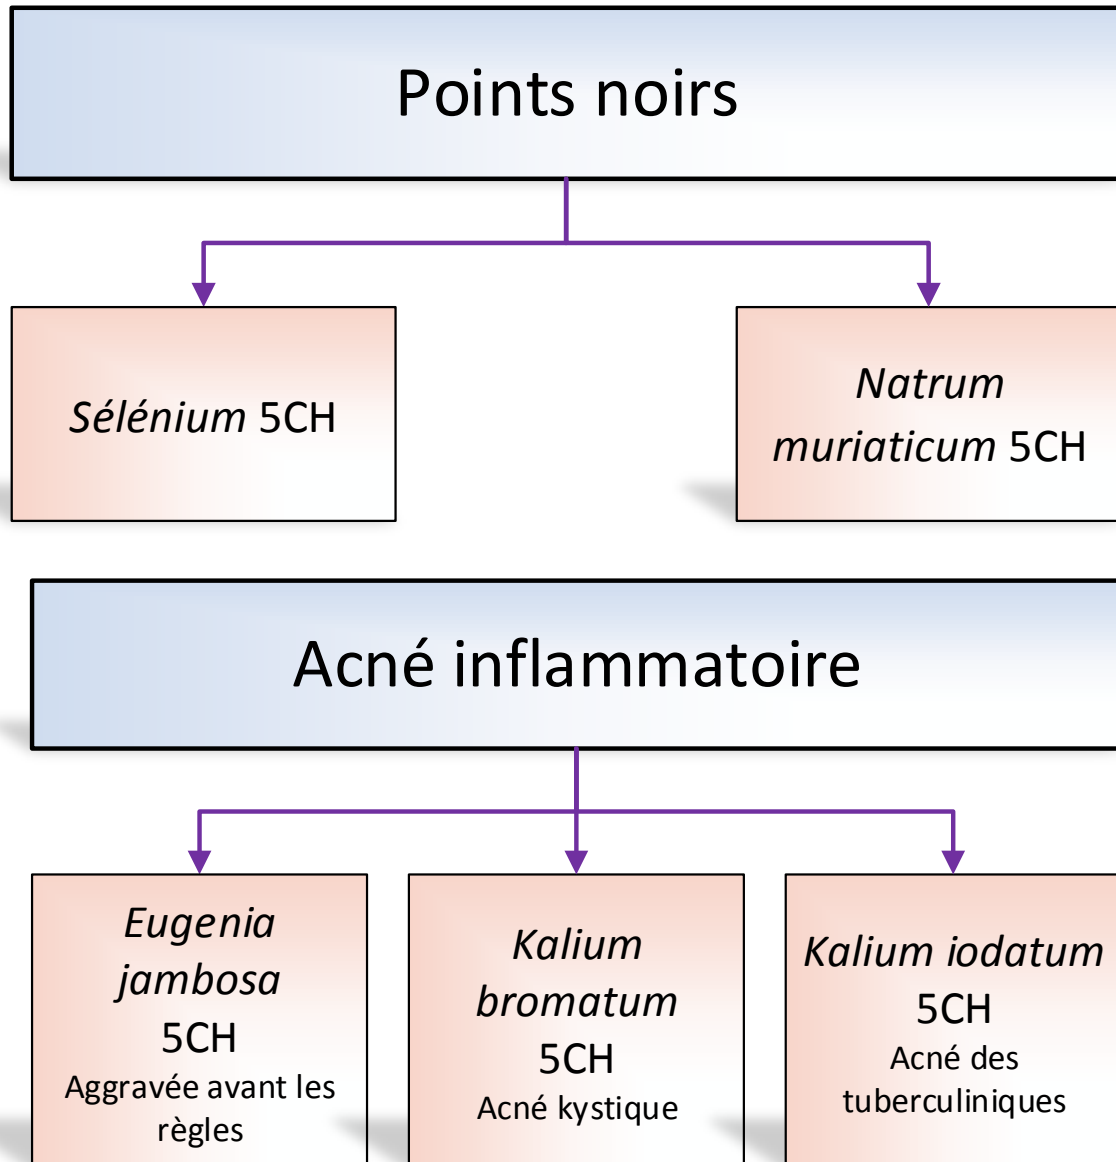 Points noirs
Sélénium 5CH
Natrum
muriaticum 5CH
Acné inflammatoire
Eugenia
jambosa
5CH
Aggravée avant les
règles
Kalium
bromatum
5CH
Acné kystique
Kalium iodatum
5CH
Acné des
tuberculiniques